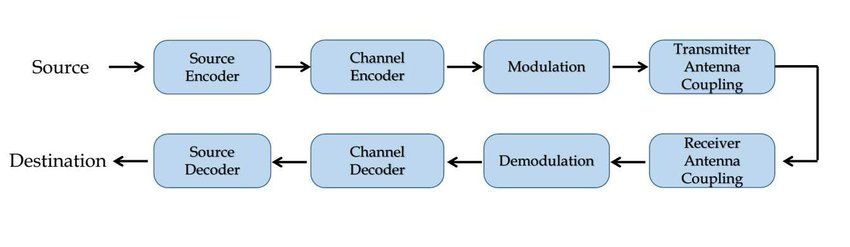 Source
Source
Encoder
Channel
Encoder
Modulation
Transmitter
Antenna
Coupling
Destination
Source
Decoder
Channel
Decoder
Demodulation
Receiver
Antenna
Coupling